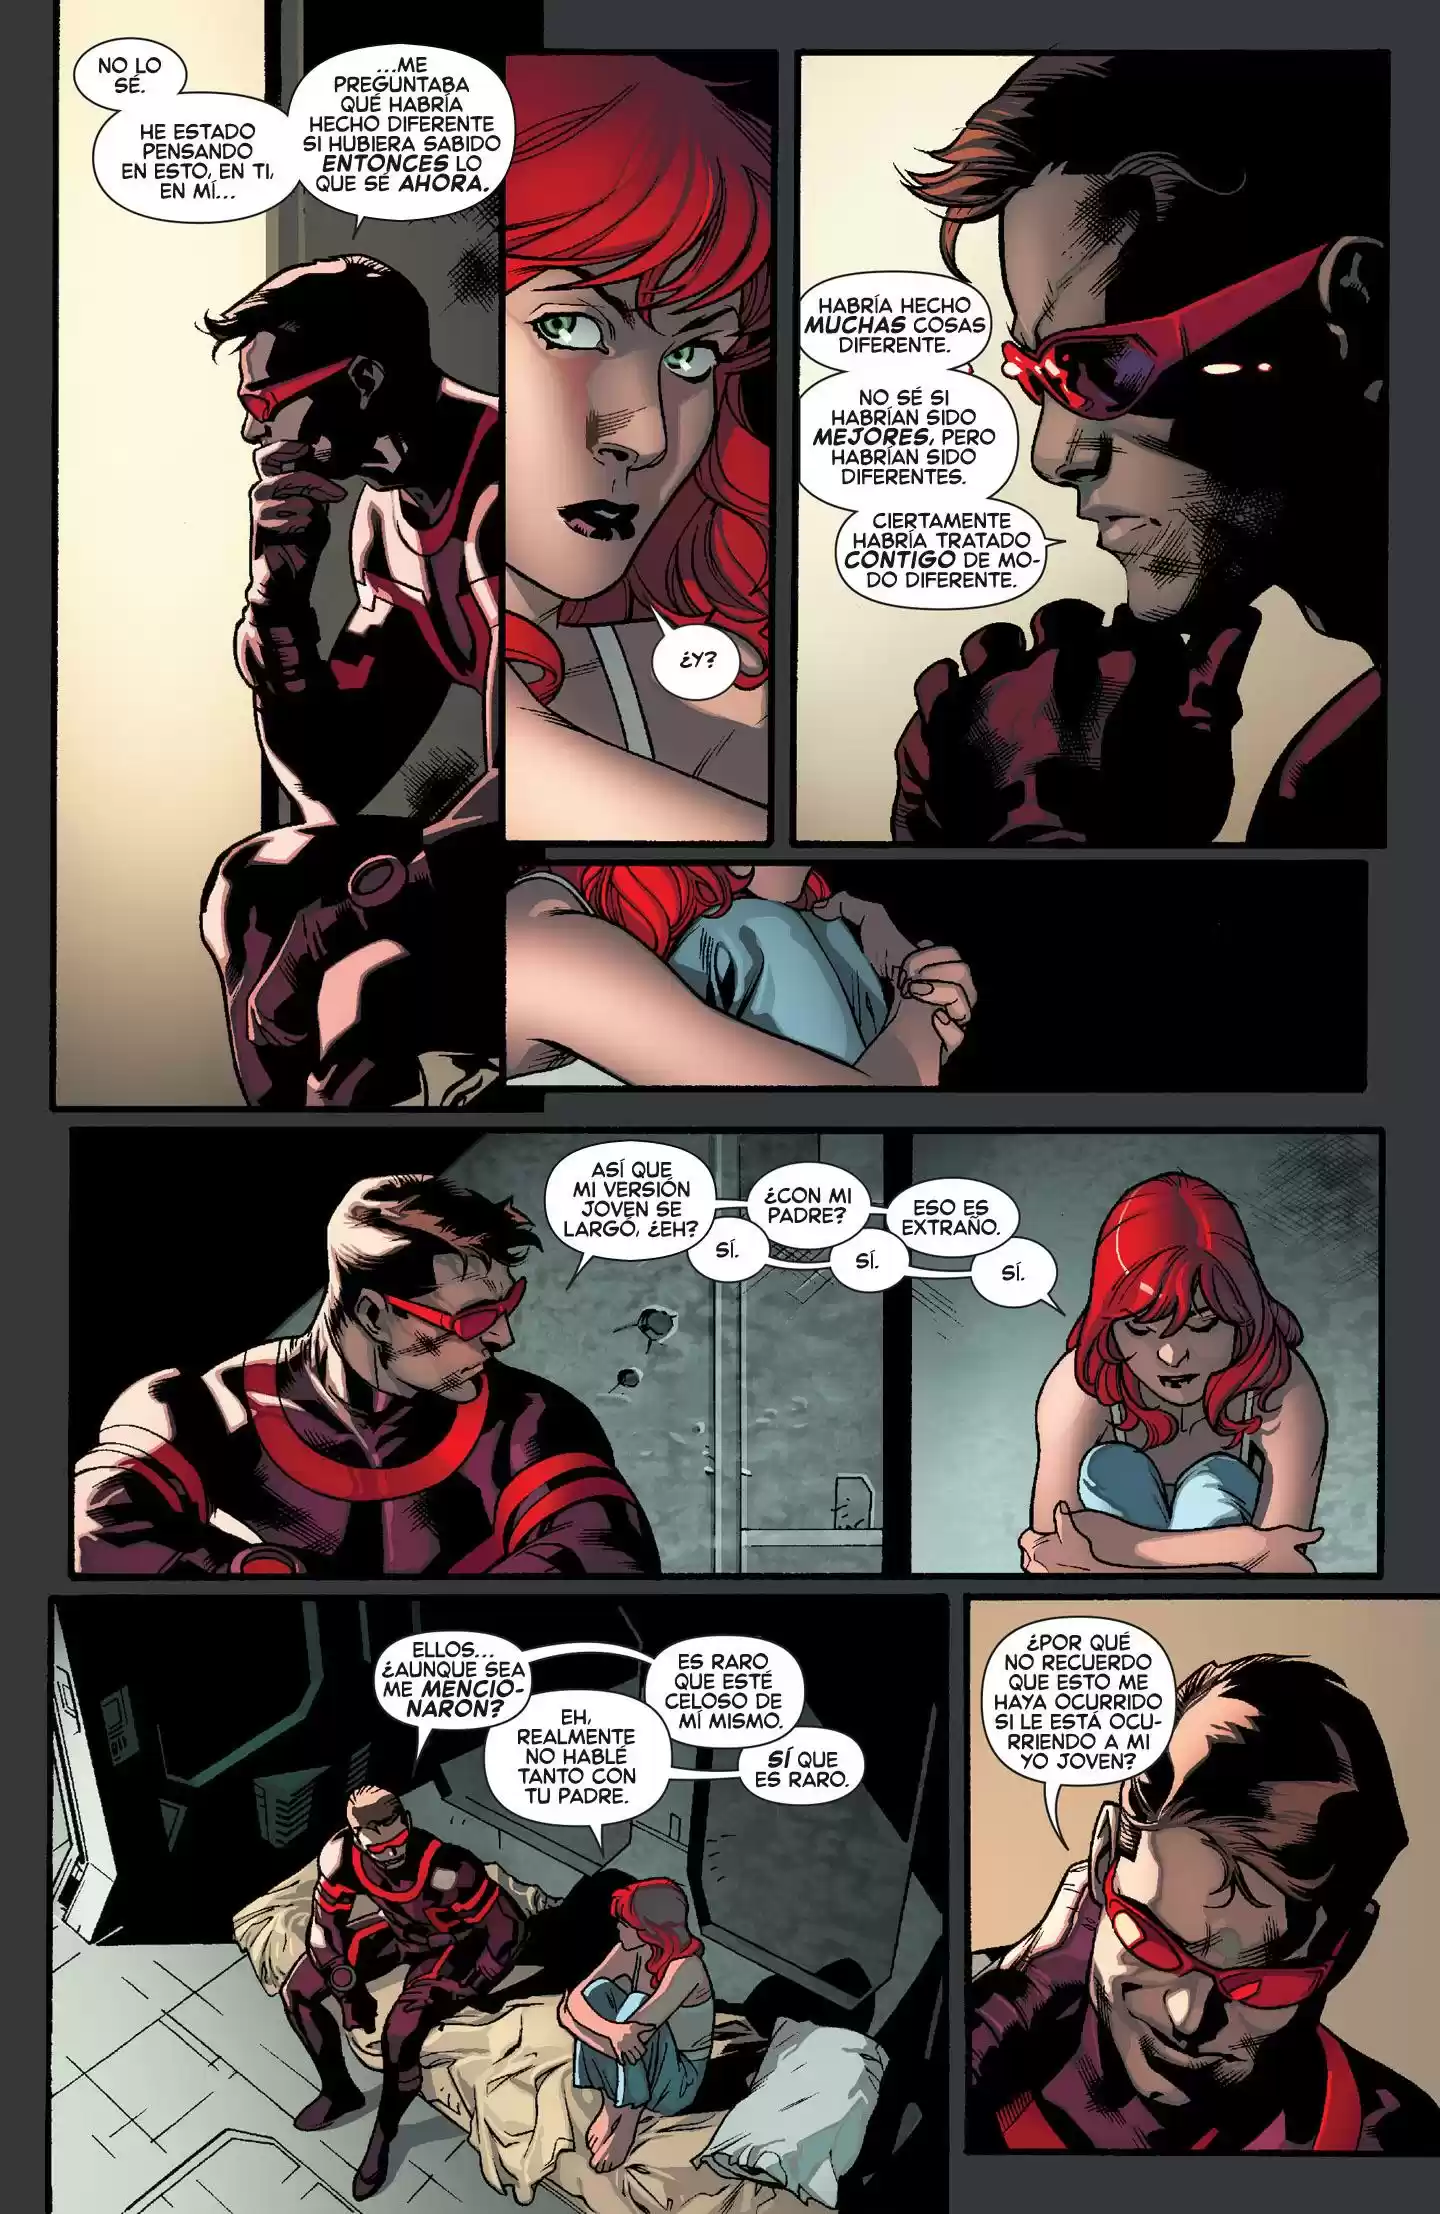 NO LO
SÉ.
HE ESTADO
PENSANDO
EN ESTO, EN TI,
EN MÍ...
...ME
PREGUNTABA
QUÉ HABRÍA
HECHO DIFERENTE
SI HUBIERA SABIDO
ENTONCES LO
QUE SÉ AHORA.
¿Y?
HABRÍA HECHO
MUCHAS COSAS
DIFERENTE.
NO SÉ SI
HABRÍAN SIDO
MEJORES, PERO
HABRÍAN SIDO
DIFERENTES.
CIERTAMENTE
HABRÍA TRATADO
CONTIGO DE MO-
DO DIFERENTE.
ASÍ QUE
MI VERSIÓN
JOVEN SE
LARGÓ, ¿EH?
SÍ.
¿CON MI
PADRE?
SÍ.
ESO ES
EXTRAÑO.
SÍ.
ELLOS...
¿AUNQUE SEA
ME MENCIO-
NARON?
EH,
REALMENTE
NO HABLÉ
TANTO CON
TU PADRE.
ES RARO
QUE ESTÉ
CELOSO DE
MÍ MISMO.
SÍ QUE
ES RARO.
¿POR QUÉ
NO RECUERDO
QUE ESTO ME
HAYA OCURRIDO
SI LE ESTÁ OCU-
RRIENDO A MI
YO JOVEN?